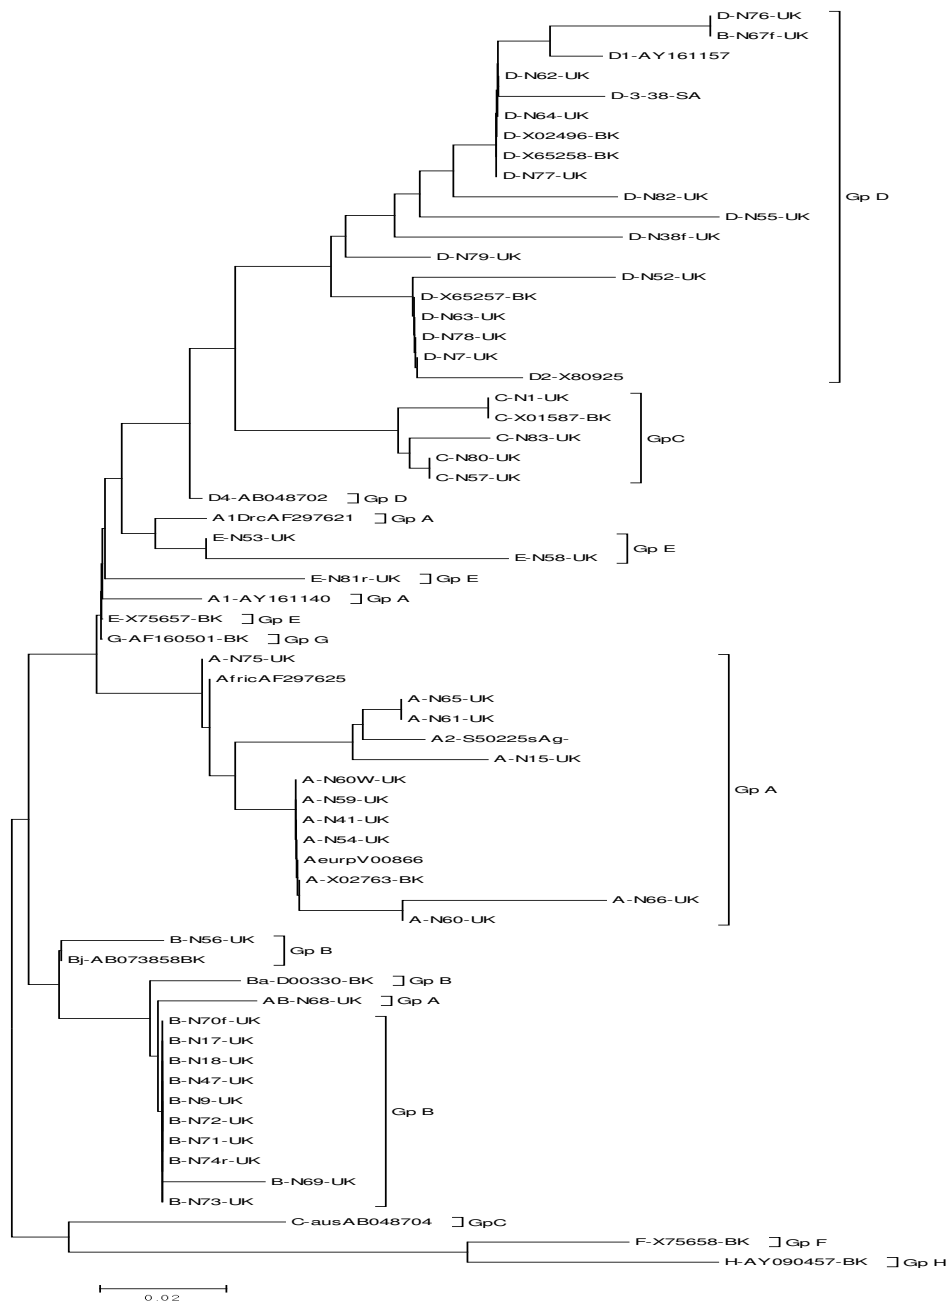 D-N76-UK
B-N67f-UK
D1-AY161157
D-N62-UK
D-3-38-SA
D-N64-UK
D-X02496-BK
D-X65258-BK
D-N77-UK
D-N82-UK
Gp D
D-N55-UK
D-N38f-UK
D-N79-UK
D-N52-UK
D-X65257-BK
D-N63-UK
D-N78-UK
D-N7-UK
D2-X80925
C-N1-UK
C-X01587-BK
C-N83-UK
GpC
C-N80-UK
C-N57-UK
D4-AB048702 Gp D
A1DrcAF297621 Gp A
E-N53-UK
Gp E
E-N58-UK
E-N81r-UK Gp E
A1-AY161140 Gp A
E-X75657-BK Gp E
G-AF160501-BK Gp G
A-N75-UK
AfricAF297625
A-N65-UK
A-N61-UK
A2-S50225sAg-
A-N15-UK
A-N60W-UK
Gp A
A-N59-UK
A-N41-UK
A-N54-UK
AeurpV00866
A-X02763-BK
A-N66-UK
A-N60-UK
B-N56-UK
Gp B
Bj-AB073858BK
Ba-D00330-BK Gp B
AB-N68-UK Gp A
B-N70f-UK
B-N17-UK
B-N18-UK
B-N47-UK
B-N9-UK
Gp B
B-N72-UK
B-N71-UK
B-N74r-UK
B-N69-UK
B-N73-UK
C-ausAB048704 GpC
F-X75658-BK Gp F
H-AY090457-BK Gp H
0.02